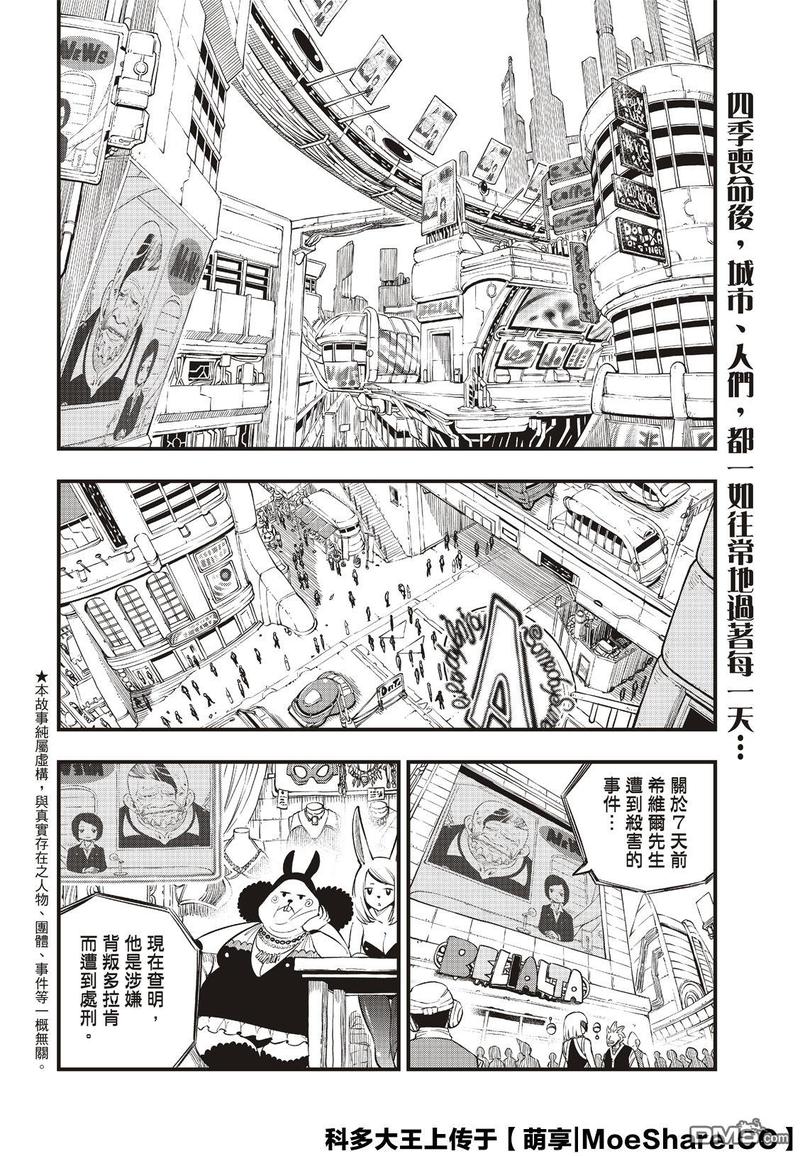 四季喪命後，城市、人們，都一如往常地過著每一天…
NEWS
關於7天前
希維爾先生
遭到殺害的
事件…
NEWS
BELIALTA
現在查明，
他是涉嫌
背叛多拉肯
而遭到處刑。
★本故事純屬虛構，與真實存在之人物、團體、事件等一概無關。
科多大王上传于【萌享|MoeShare.CC】